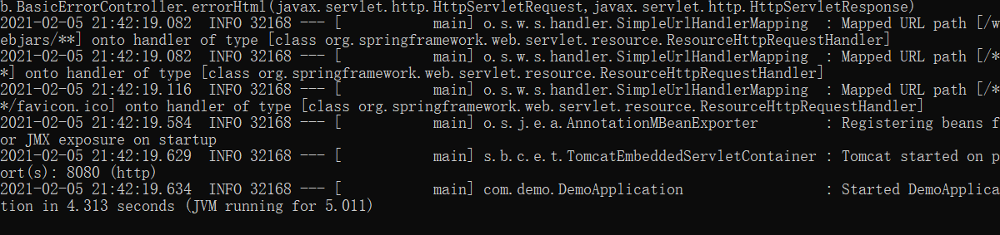 b.BasicErrorController.errorHtml(javax.servlet.http.HttpServletRequest,javax.servlet.http.HttpServletResponse)
2021-02-05 21:42:19.082  INFO 32168 --- [           main] o.s.w.s.handler.SimpleUrlHandlerMapping  : Mapped URL path [/w
ebjars/**] onto handler of type [class org.springframework.web.servlet.resource.ResourceHttpRequestHandler]
2021-02-05 21:42:19.082  INFO 32168 --- [           main] o.s.w.s.handler.SimpleUrlHandlerMapping  : Mapped URL path [/*
*] onto handler of type [class org.springframework.web.servlet.resource.ResourceHttpRequestHandler]
2021-02-05 21:42:19.116  INFO 32168 --- [           main] o.s.w.s.handler.SimpleUrlHandlerMapping  : Mapped URL path [/*
*/favicon.ico] onto handler of type [class org.springframework.web.servlet.resource.ResourceHttpRequestHandler]
2021-02-05 21:42:19.584  INFO 32168 --- [           main] o.s.j.e.a.AnnotationMBeanExporter        : Registering beans f
or JMX exposure on startup
2021-02-05 21:42:19.629  INFO 32168 --- [           main] s.b.c.e.t.TomcatEmbeddedServletContainer : Tomcat started on p
ort(s): 8080 (http)
2021-02-05 21:42:19.634  INFO 32168 --- [           main] com.demo.DemoApplication                 : Started DemoApplica
tion in 4.313 seconds (JVM running for 5.011)